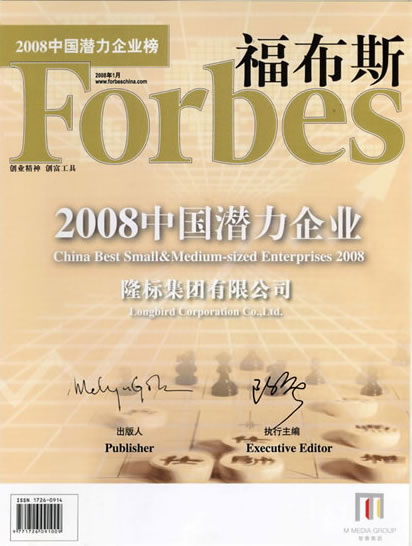 2008中国潜力企业榜
福布斯
2008年1月
www.forbeschina.com
Forbes
创业精神 创富工具
2008中国潜力企业
China Best Small&Medium-sized Enterprises 2008
隆标集团有限公司
Longbird Corporation Co.,Ltd.
出版人
Publisher
执行主编
Executive Editor
ISSN 1726-0914
9 771726 091009
M MEDIA GROUP